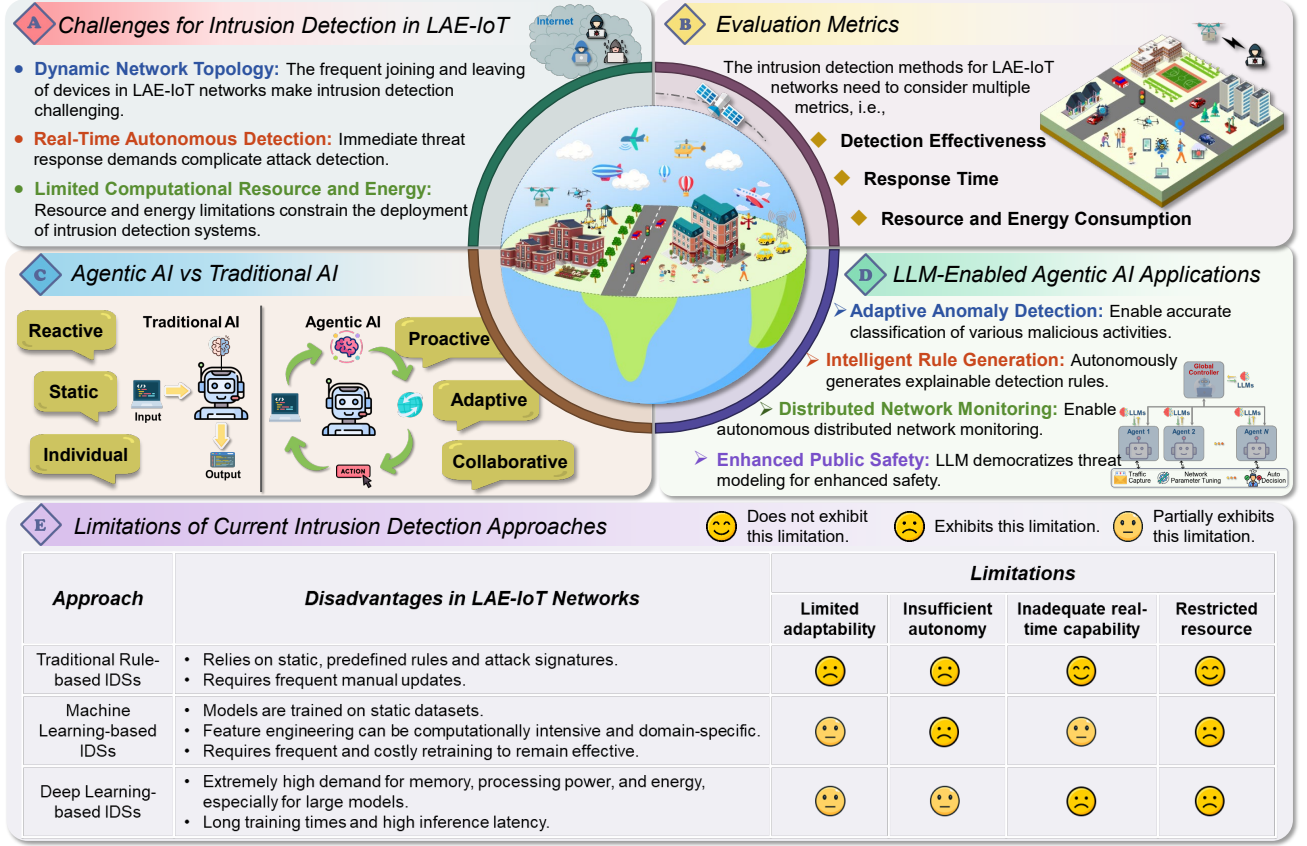 A
Challenges for Intrusion Detection in LAE-IoT
Internet
• Dynamic Network Topology: The frequent joining and leaving
of devices in LAE-IoT networks make intrusion detection
challenging.
• Real-Time Autonomous Detection: Immediate threat
response demands complicate attack detection.
• Limited Computational Resource and Energy:
Resource and energy limitations constrain the deployment
of intrusion detection systems.
B
Evaluation Metrics
The intrusion detection methods for LAE-IoT
networks need to consider multiple
metrics, i.e.,
Detection Effectiveness
Response Time
Resource and Energy Consumption
C
Agentic AI vs Traditional AI
Reactive
Static
Individual
Traditional AI
Input
Output
Agentic AI
ACTION
Proactive
Adaptive
Collaborative
D
LLM-Enabled Agentic AI Applications
Adaptive Anomaly Detection: Enable accurate
classification of various malicious activities.
Intelligent Rule Generation: Autonomously
generates explainable detection rules.
Distributed Network Monitoring: Enable
autonomous distributed network monitoring.
Enhanced Public Safety: LLM democratizes threat
modeling for enhanced safety.
Global
Controller
LLMs
LLMs
LLMs
LLMs
Agent 1
Agent 2
Agent N
Traffic
Capture
Network
Parameter Tuning
Auto
Decision
E
Limitations of Current Intrusion Detection Approaches
Does not exhibit
this limitation.
Exhibits this limitation.
Partially exhibits
this limitation.
Approach
Disadvantages in LAE-IoT Networks
Limitations
Limited
adaptability
Insufficient
autonomy
Inadequate real-
time capability
Restricted
resource
Traditional Rule-
based IDSs
• Relies on static, predefined rules and attack signatures.
• Requires frequent manual updates.
Machine
Learning-based
IDSs
• Models are trained on static datasets.
• Feature engineering can be computationally intensive and domain-specific.
• Requires frequent and costly retraining to remain effective.
Deep Learning-
based IDSs
• Extremely high demand for memory, processing power, and energy,
especially for large models.
• Long training times and high inference latency.